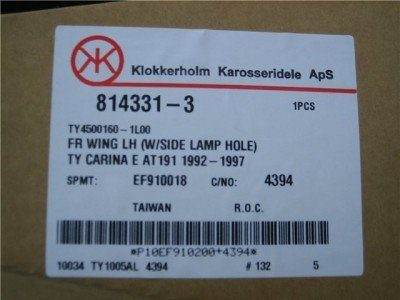 Klokkerholm Karosseridele ApS
814331-3 1PCS
TY4500160-1L00
FR WING LH (W/SIDE LAMP HOLE)
TY CARINA E AT191 1992-1997
SPMT: EF910018 C/NO: 4394
TAIWAN R.O.C.
*P10EF910200+4394*
10034 TY1005AL 4394 # 132 5